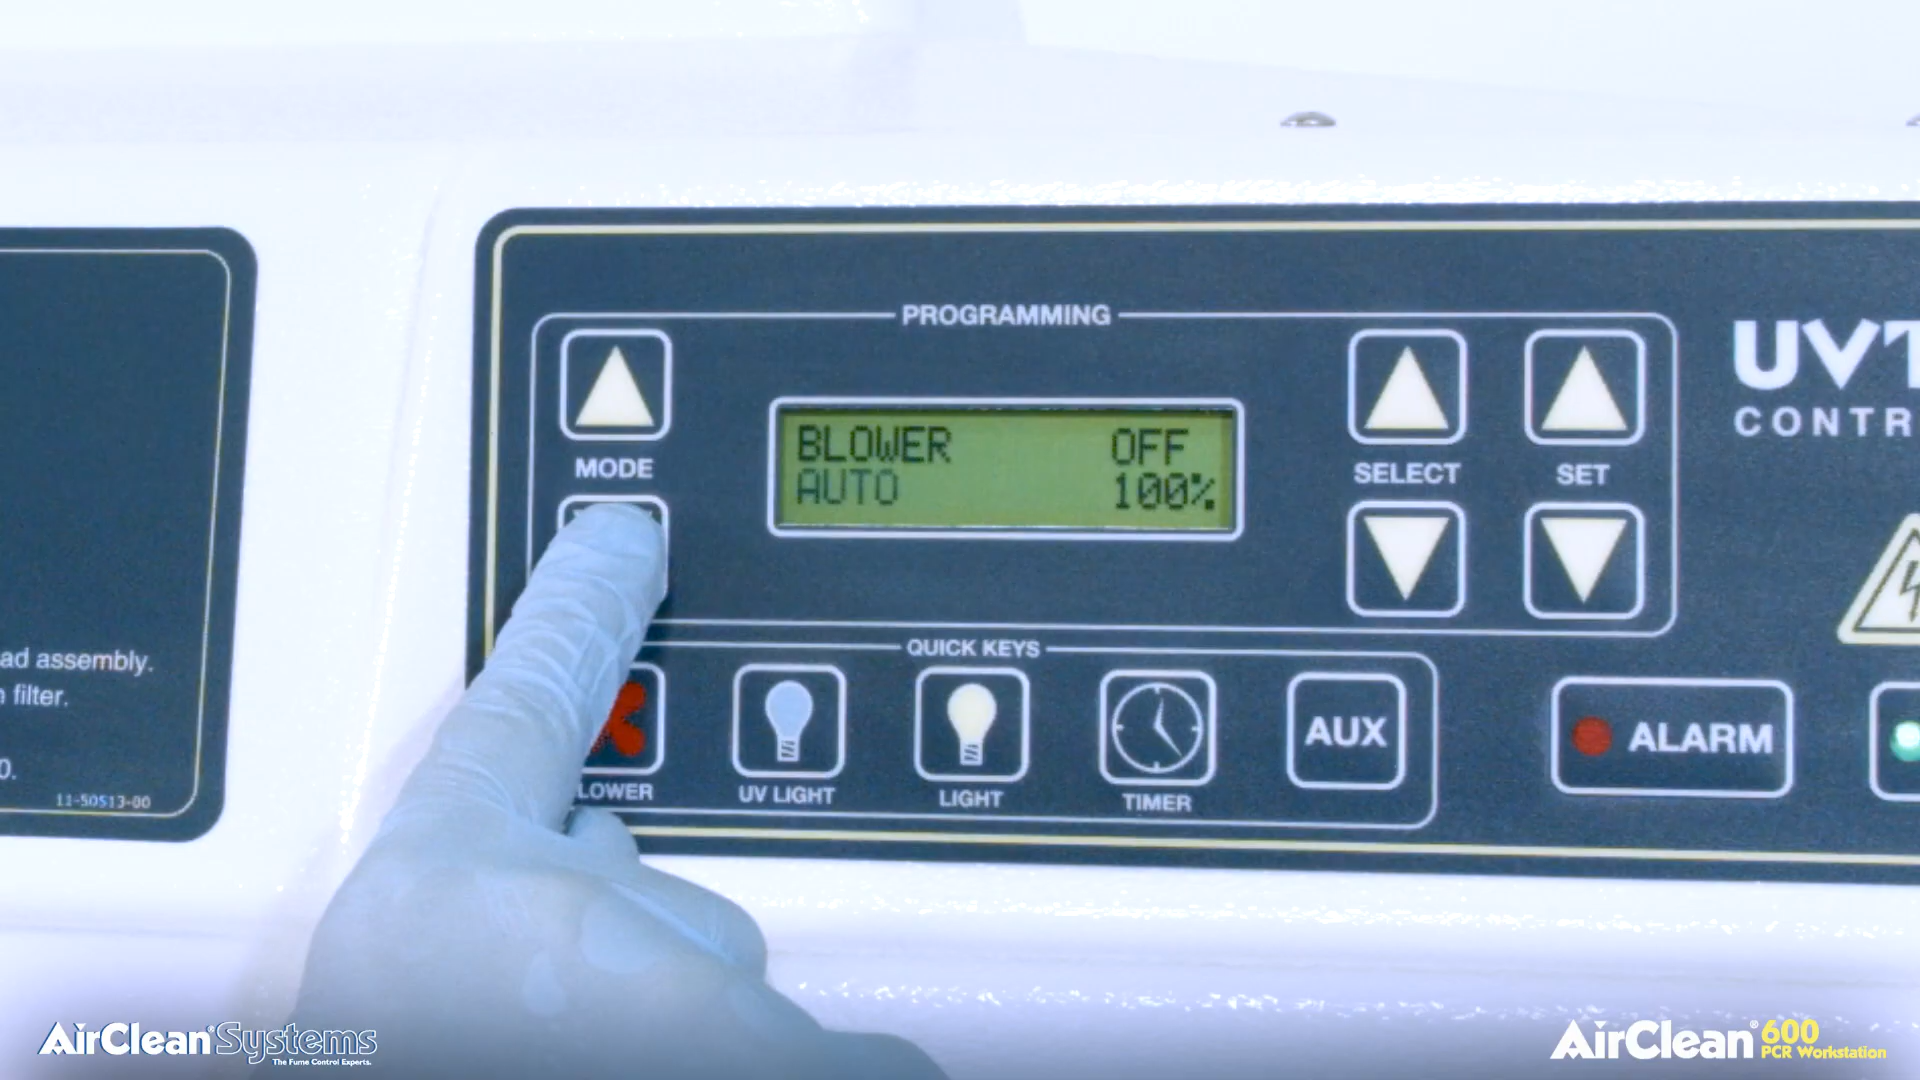 PROGRAMMING
MODE
BLOWER OFF
AUTO 100%
SELECT
SET
CONTR
QUICK KEYS
LOWER
UV LIGHT
LIGHT
TIMER
AUX
ALARM
ad assembly.
filter.
0.
11-50513-00
AirClean® Systems
The Fume Control Experts.
AirClean® 600
PCR Workstation